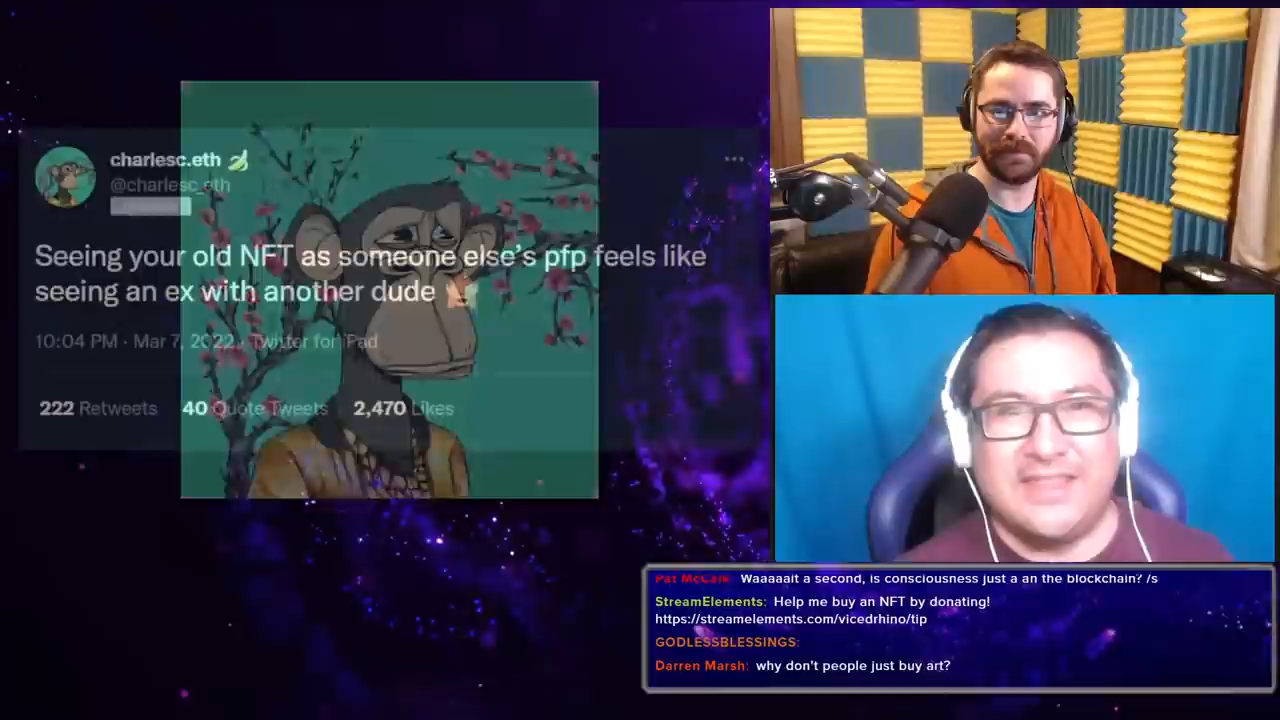 charlesc.eth
@charlesc_eth
Seeing your old NFT as someone else's pfp feels like
seeing an ex with another dude
10:04 PM · Mar 7, 2022 · Twitter for iPad
222 Retweets 40 Quote Tweets 2,470 Likes
Pat McCalk Waaaaait a second, is consciousness just a an the blockchain? /s
StreamElements: Help me buy an NFT by donating!
https://streamelements.com/vicedrhino/tip
GODLESSBLESSINGS:
Darren Marsh: why don't people just buy art?